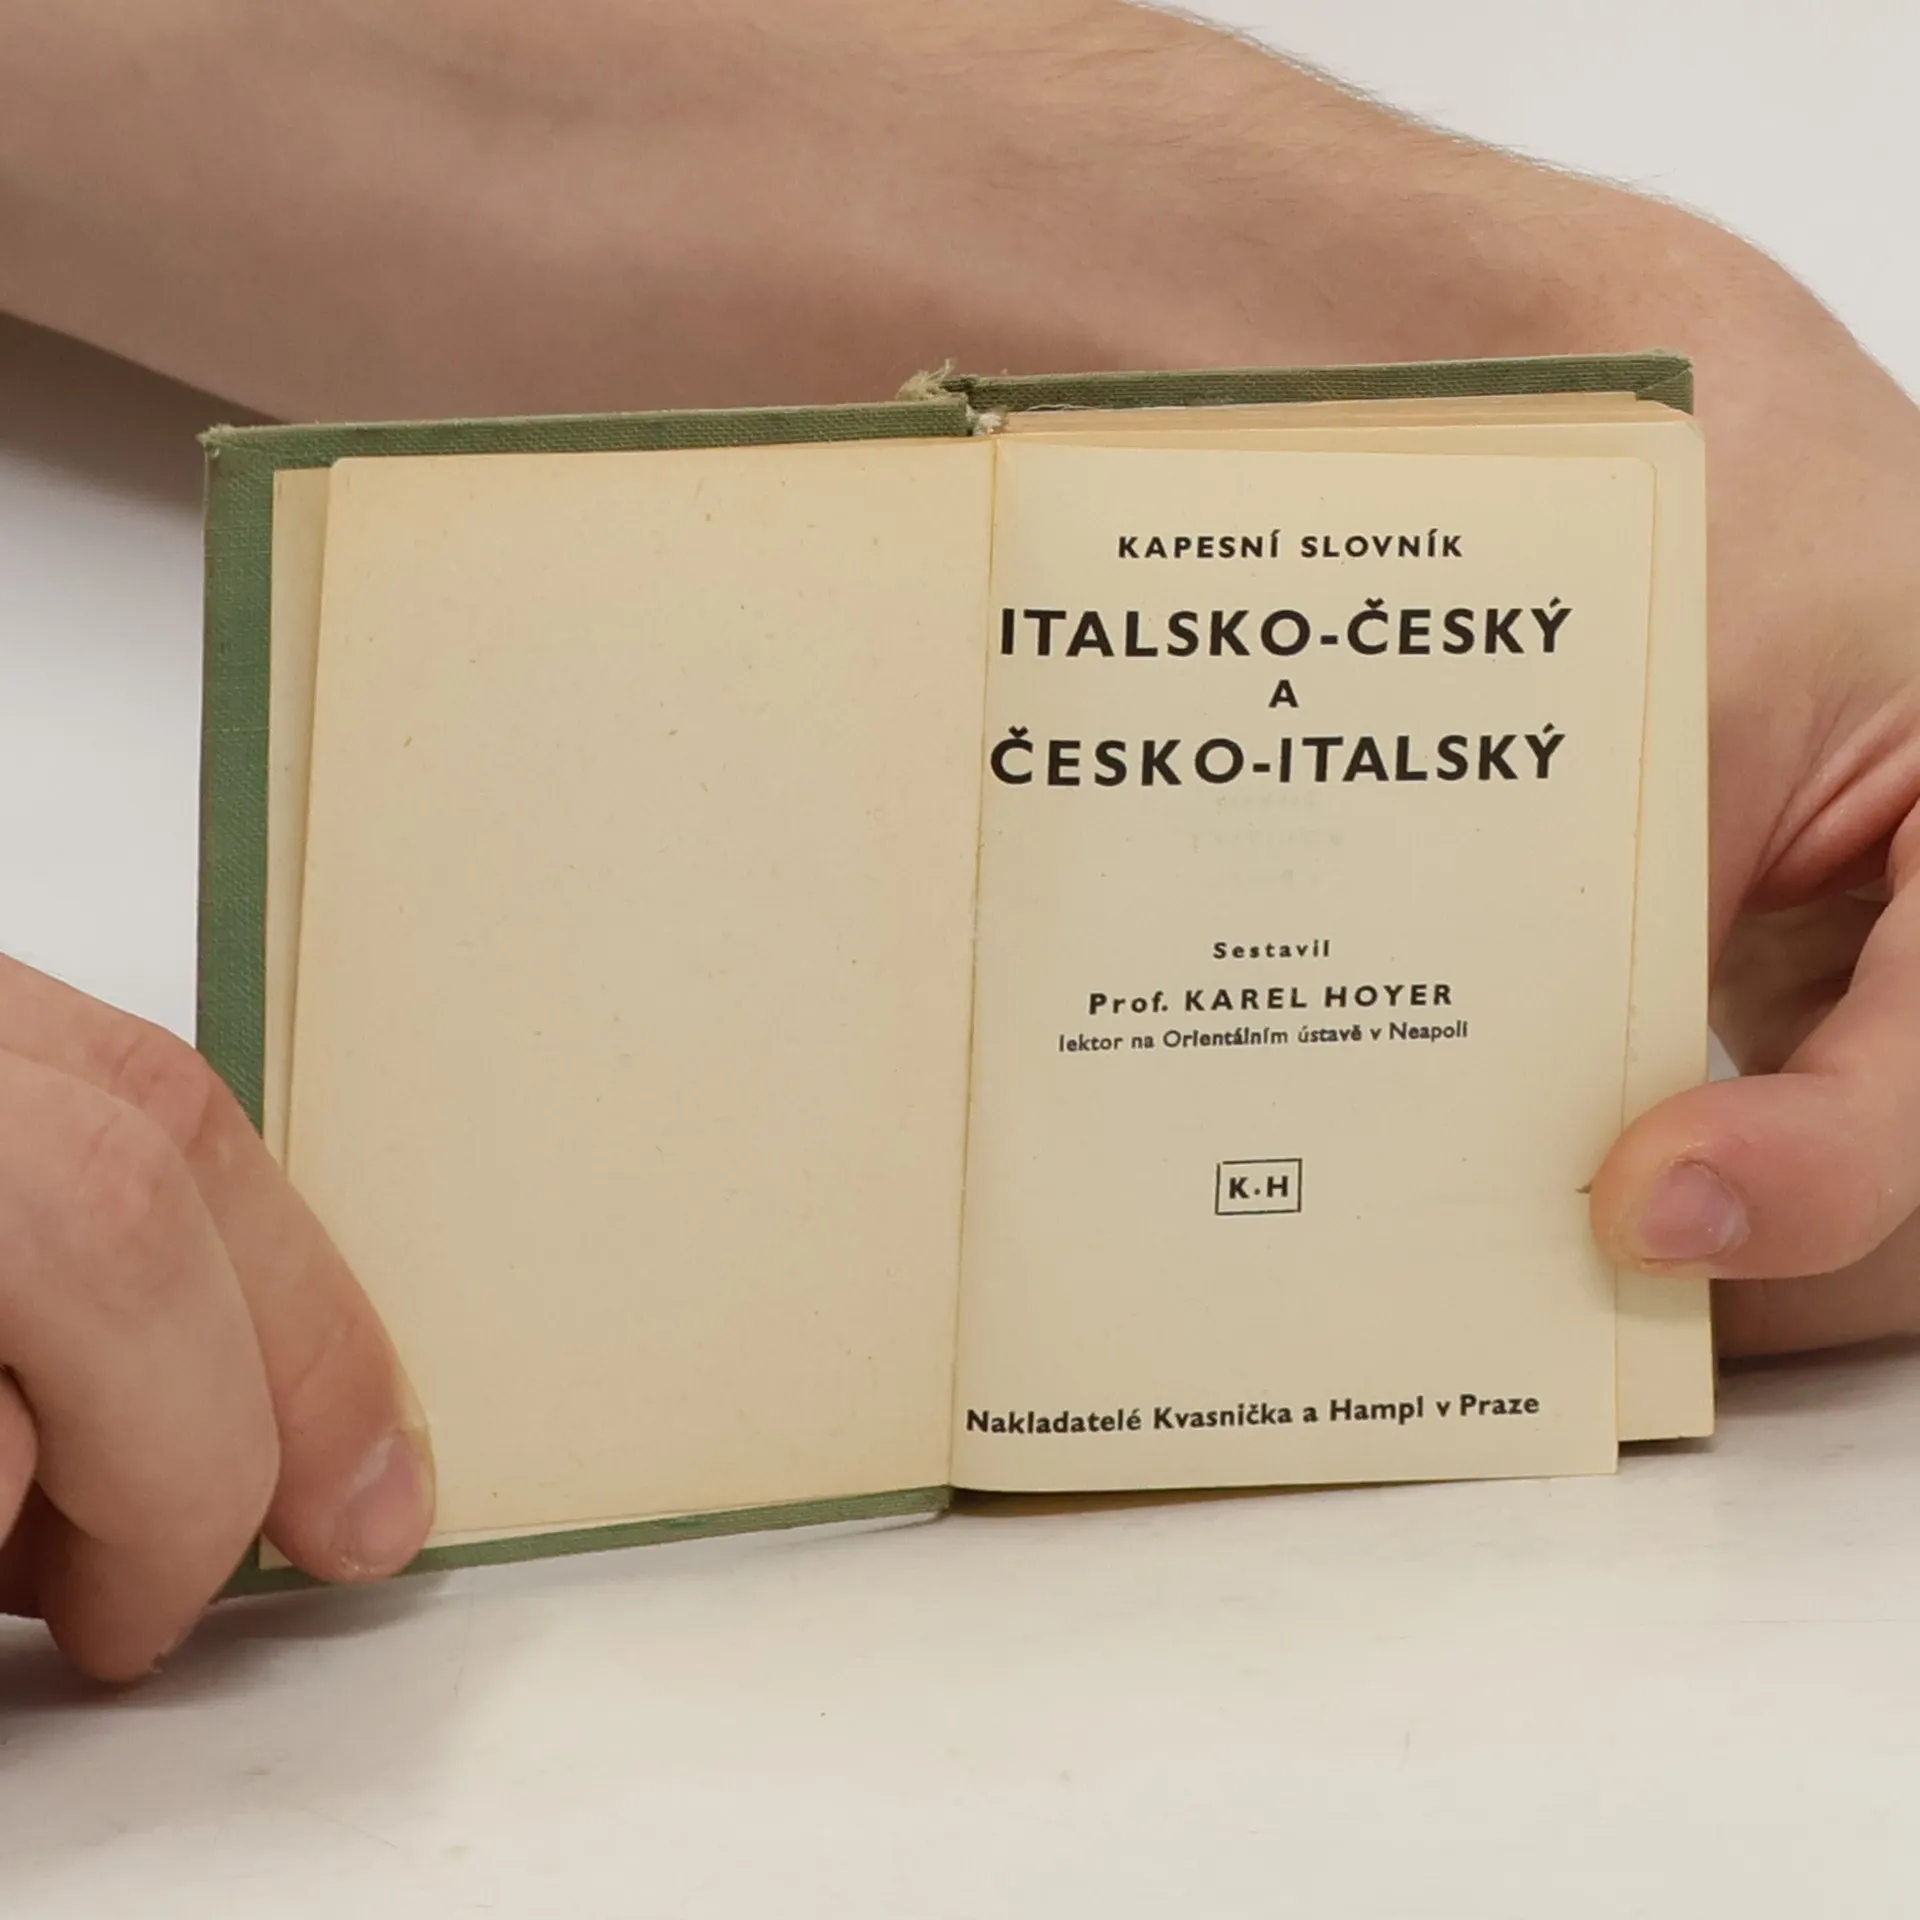 KAPESNÍ SLOVNÍK
ITALSKO-ČESKÝ
A
ČESKO-ITALSKÝ
Sestavil
Prof. KAREL HOYER
lektor na Orientálním ústavě v Neapoli
K·H
Nakladatelé Kvasnička a Hampl v Praze